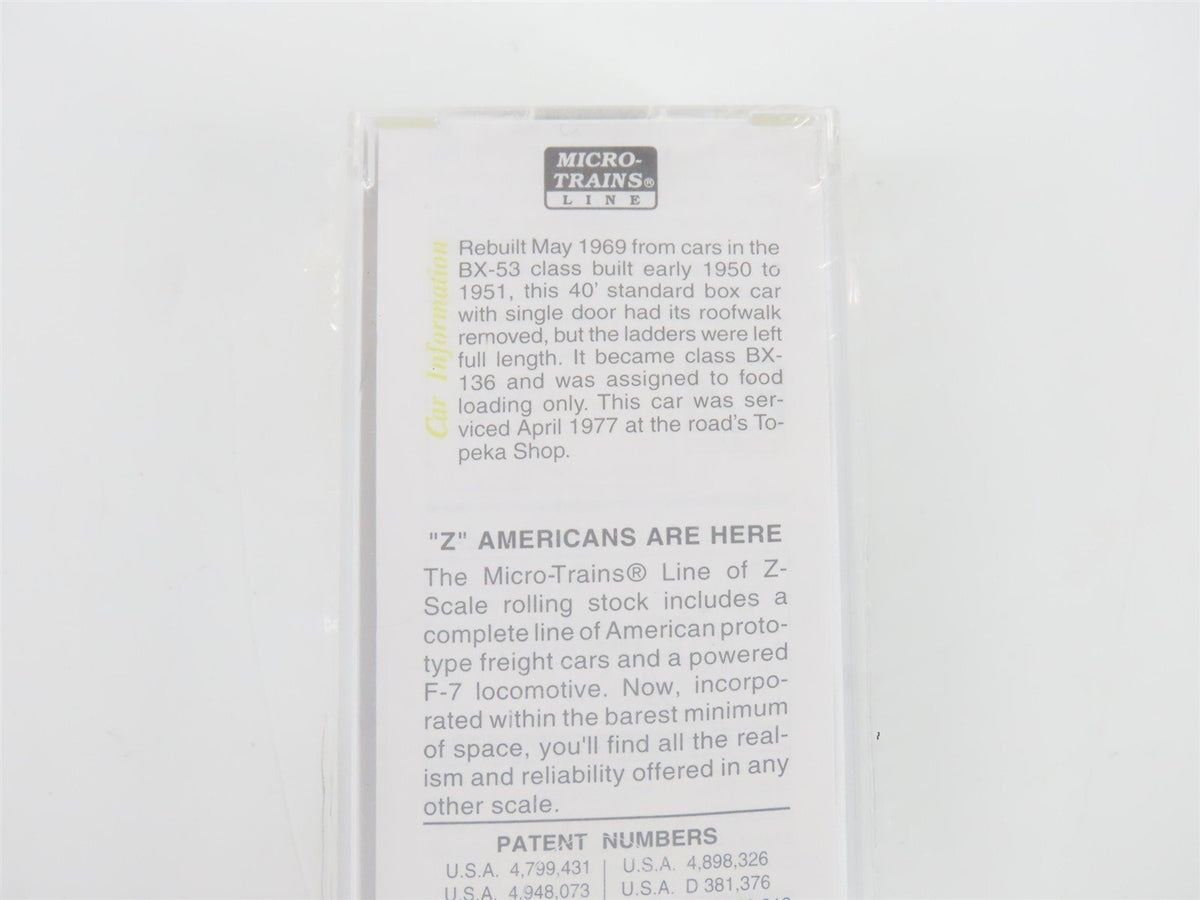 MICRO-
TRAINS®
LINE
Car Information
Rebuilt May 1969 from cars in the
BX-53 class built early 1950 to
1951, this 40' standard box car
with single door had its roofwalk
removed, but the ladders were left
full length. It became class BX-
136 and was assigned to food
loading only. This car was ser-
viced April 1977 at the road's To-
peka Shop.
"Z" AMERICANS ARE HERE
The Micro-Trains® Line of Z-
Scale rolling stock includes a
complete line of American proto-
type freight cars and a powered
F-7 locomotive. Now, incorpo-
rated within the barest minimum
of space, you'll find all the real-
ism and reliability offered in any
other scale.
PATENT NUMBERS
U.S.A. 4,799,431
U.S.A. 4,948,073
U.S.A. 4,898,326
U.S.A. D 381,376